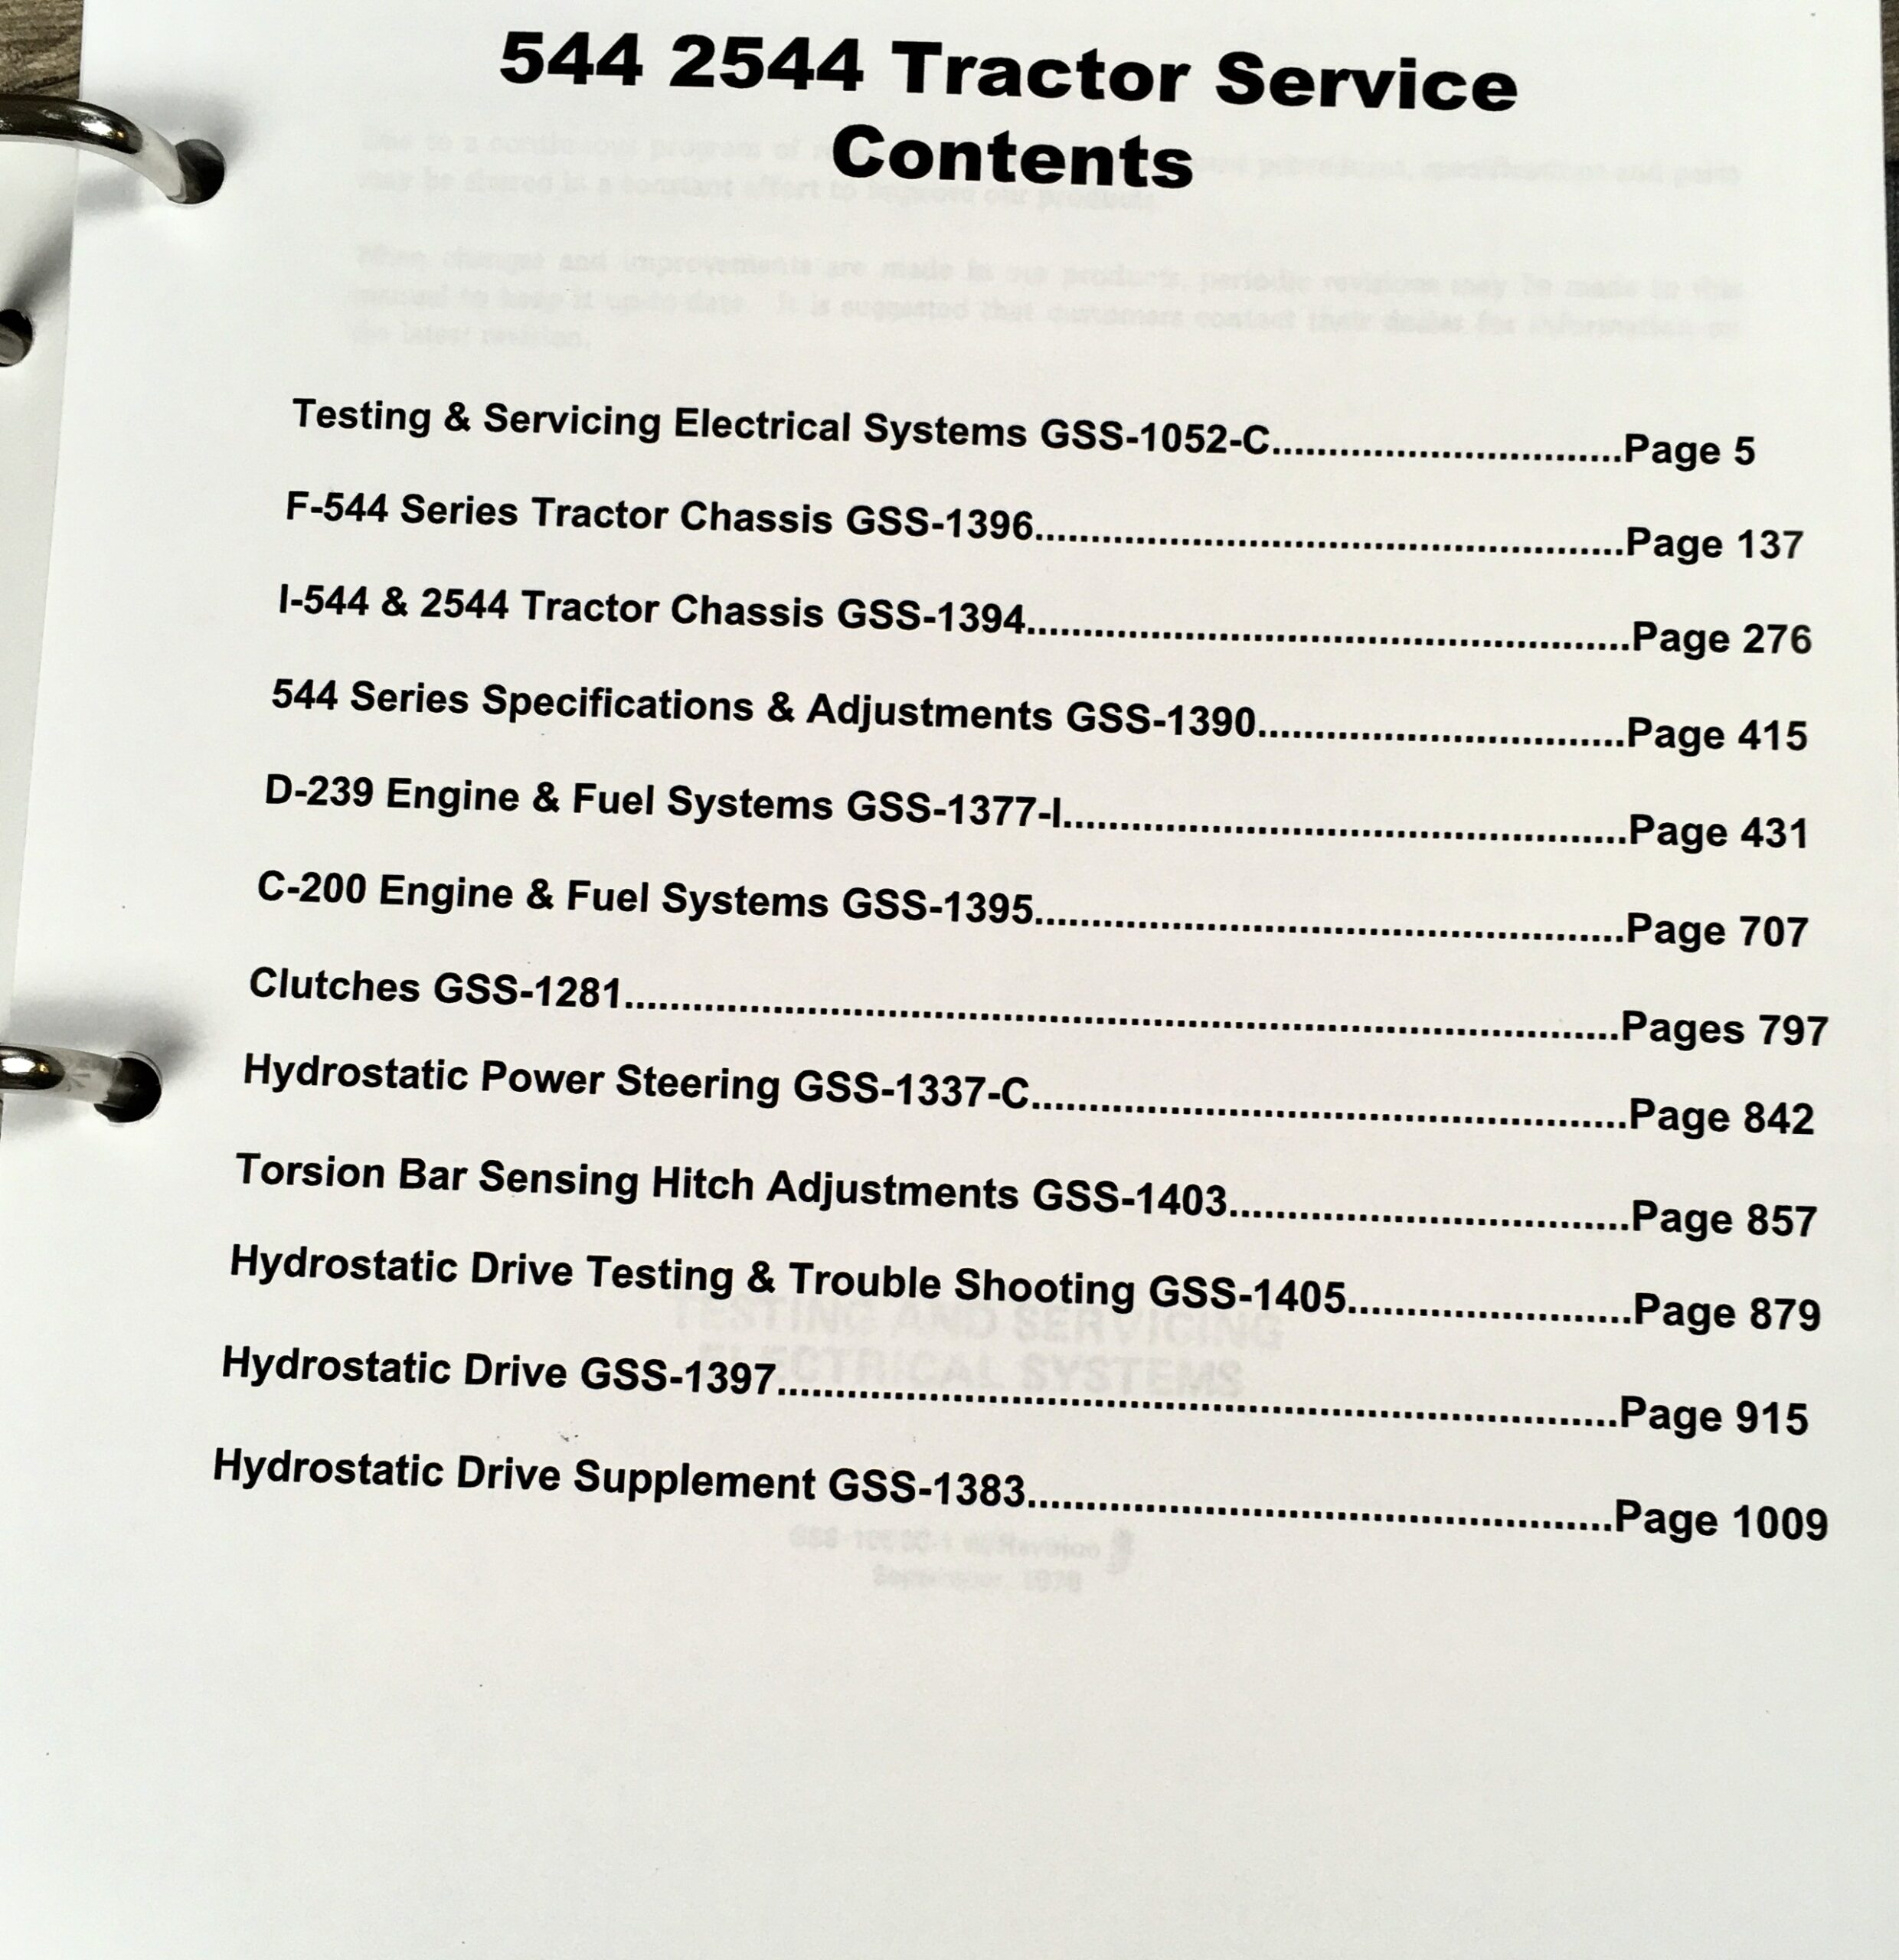 544 2544 Tractor Service
Contents
Testing & Servicing Electrical Systems GSS-1052-C...............................Page 5
F-544 Series Tractor Chassis GSS-1396....................................................Page 137
I-544 & 2544 Tractor Chassis GSS-1394.....................................................Page 276
544 Series Specifications & Adjustments GSS-1390................................Page 415
D-239 Engine & Fuel Systems GSS-1377-I..................................................Page 431
C-200 Engine & Fuel Systems GSS-1395....................................................Page 707
Clutches GSS-1281........................................................................................Pages 797
Hydrostatic Power Steering GSS-1337-C.....................................................Page 842
Torsion Bar Sensing Hitch Adjustments GSS-1403...................................Page 857
Hydrostatic Drive Testing & Trouble Shooting GSS-1405.........................Page 879
Hydrostatic Drive GSS-1397..........................................................................Page 915
Hydrostatic Drive Supplement GSS-1383...................................................Page 1009
TESTING AND SERVICING
ELECTRICAL SYSTEMS